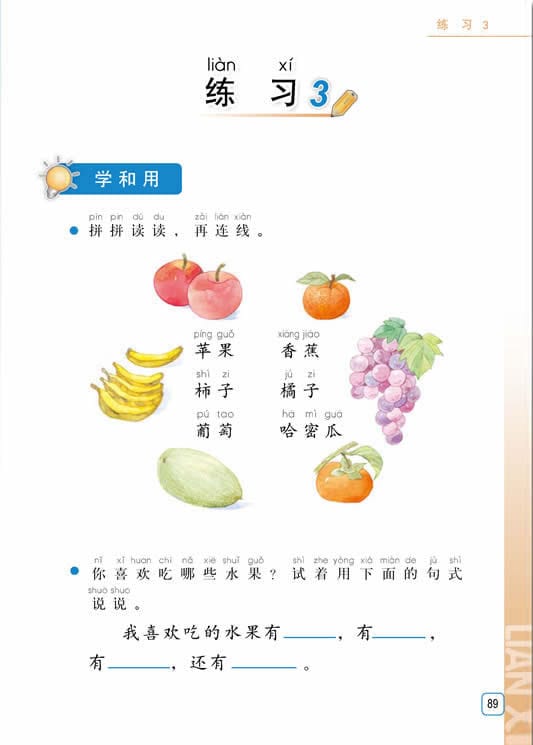 练 习 3
liàn xí
练 习 3
学 和 用
pīn pin dú du zài lián xiàn
拼 拼 读 读 ， 再 连 线 。
píng guǒ xiāng jiāo
苹 果 香 蕉
shì zi jú zi
柿 子 橘 子
pú tao hā mì guā
葡 萄 哈 密 瓜
nǐ xǐ huan chī nǎ xiē shuǐ guǒ shì zhe yòng xià miàn de jù shì
你 喜 欢 吃 哪 些 水 果 ？ 试 着 用 下 面 的 句 式
shuō shuo
说 说 。
我喜欢吃的水果有______，有______，
有______，还有______。
LIAN X
89